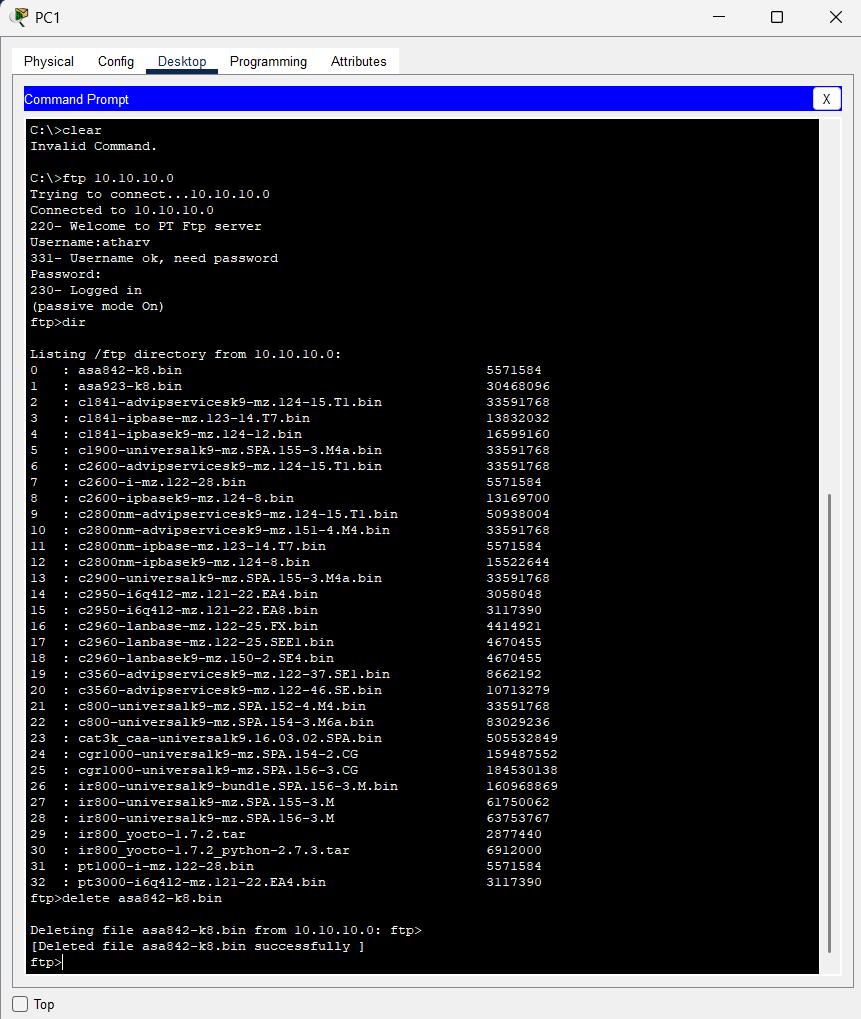 PC1
Physical Config Desktop Programming Attributes
Command Prompt X
C:\>clear
Invalid Command.
C:\>ftp 10.10.10.0
Trying to connect...10.10.10.0
Connected to 10.10.10.0
220- Welcome to PT Ftp server
Username:atharv
331- Username ok, need password
Password:
230- Logged in
(passive mode On)
ftp>dir
Listing /ftp directory from 10.10.10.0:
0 : asa842-k8.bin 5571584
1 : asa923-k8.bin 30468096
2 : c1841-advipservicesk9-mz.124-15.T1.bin 33591768
3 : c1841-ipbase-mz.123-14.T7.bin 13832032
4 : c1841-ipbasek9-mz.124-12.bin 16599160
5 : c1900-universalk9-mz.SPA.155-3.M4a.bin 33591768
6 : c2600-advipservicesk9-mz.124-15.T1.bin 33591768
7 : c2600-i-mz.122-28.bin 5571584
8 : c2600-ipbasek9-mz.124-8.bin 13169700
9 : c2800nm-advipservicesk9-mz.124-15.T1.bin 50938004
10 : c2800nm-advipservicesk9-mz.151-4.M4.bin 33591768
11 : c2800nm-ipbase-mz.123-14.T7.bin 5571584
12 : c2800nm-ipbasek9-mz.124-8.bin 15522644
13 : c2900-universalk9-mz.SPA.155-3.M4a.bin 33591768
14 : c2950-i6q4l2-mz.121-22.EA4.bin 3058048
15 : c2950-i6q4l2-mz.121-22.EA8.bin 3117390
16 : c2960-lanbase-mz.122-25.FX.bin 4414921
17 : c2960-lanbase-mz.122-25.SEE1.bin 4670455
18 : c2960-lanbasek9-mz.150-2.SE4.bin 4670455
19 : c3560-advipservicesk9-mz.122-37.SE1.bin 8662192
20 : c3560-advipservicesk9-mz.122-46.SE.bin 10713279
21 : c800-universalk9-mz.SPA.152-4.M4.bin 33591768
22 : c800-universalk9-mz.SPA.154-3.M6a.bin 83029236
23 : cat3k_caa-universalk9.16.03.02.SPA.bin 505532849
24 : cgr1000-universalk9-mz.SPA.154-2.CG 159487552
25 : cgr1000-universalk9-mz.SPA.156-3.CG 184530138
26 : ir800-universalk9-bundle.SPA.156-3.M.bin 160968869
27 : ir800-universalk9-mz.SPA.155-3.M 61750062
28 : ir800-universalk9-mz.SPA.156-3.M 63753767
29 : ir800_yocto-1.7.2.tar 2877440
30 : ir800_yocto-1.7.2_python-2.7.3.tar 6912000
31 : pt1000-i-mz.122-28.bin 5571584
32 : pt3000-i6q4l2-mz.121-22.EA4.bin 3117390
ftp>delete asa842-k8.bin
Deleting file asa842-k8.bin from 10.10.10.0: ftp>
[Deleted file asa842-k8.bin successfully ]
ftp>
Top